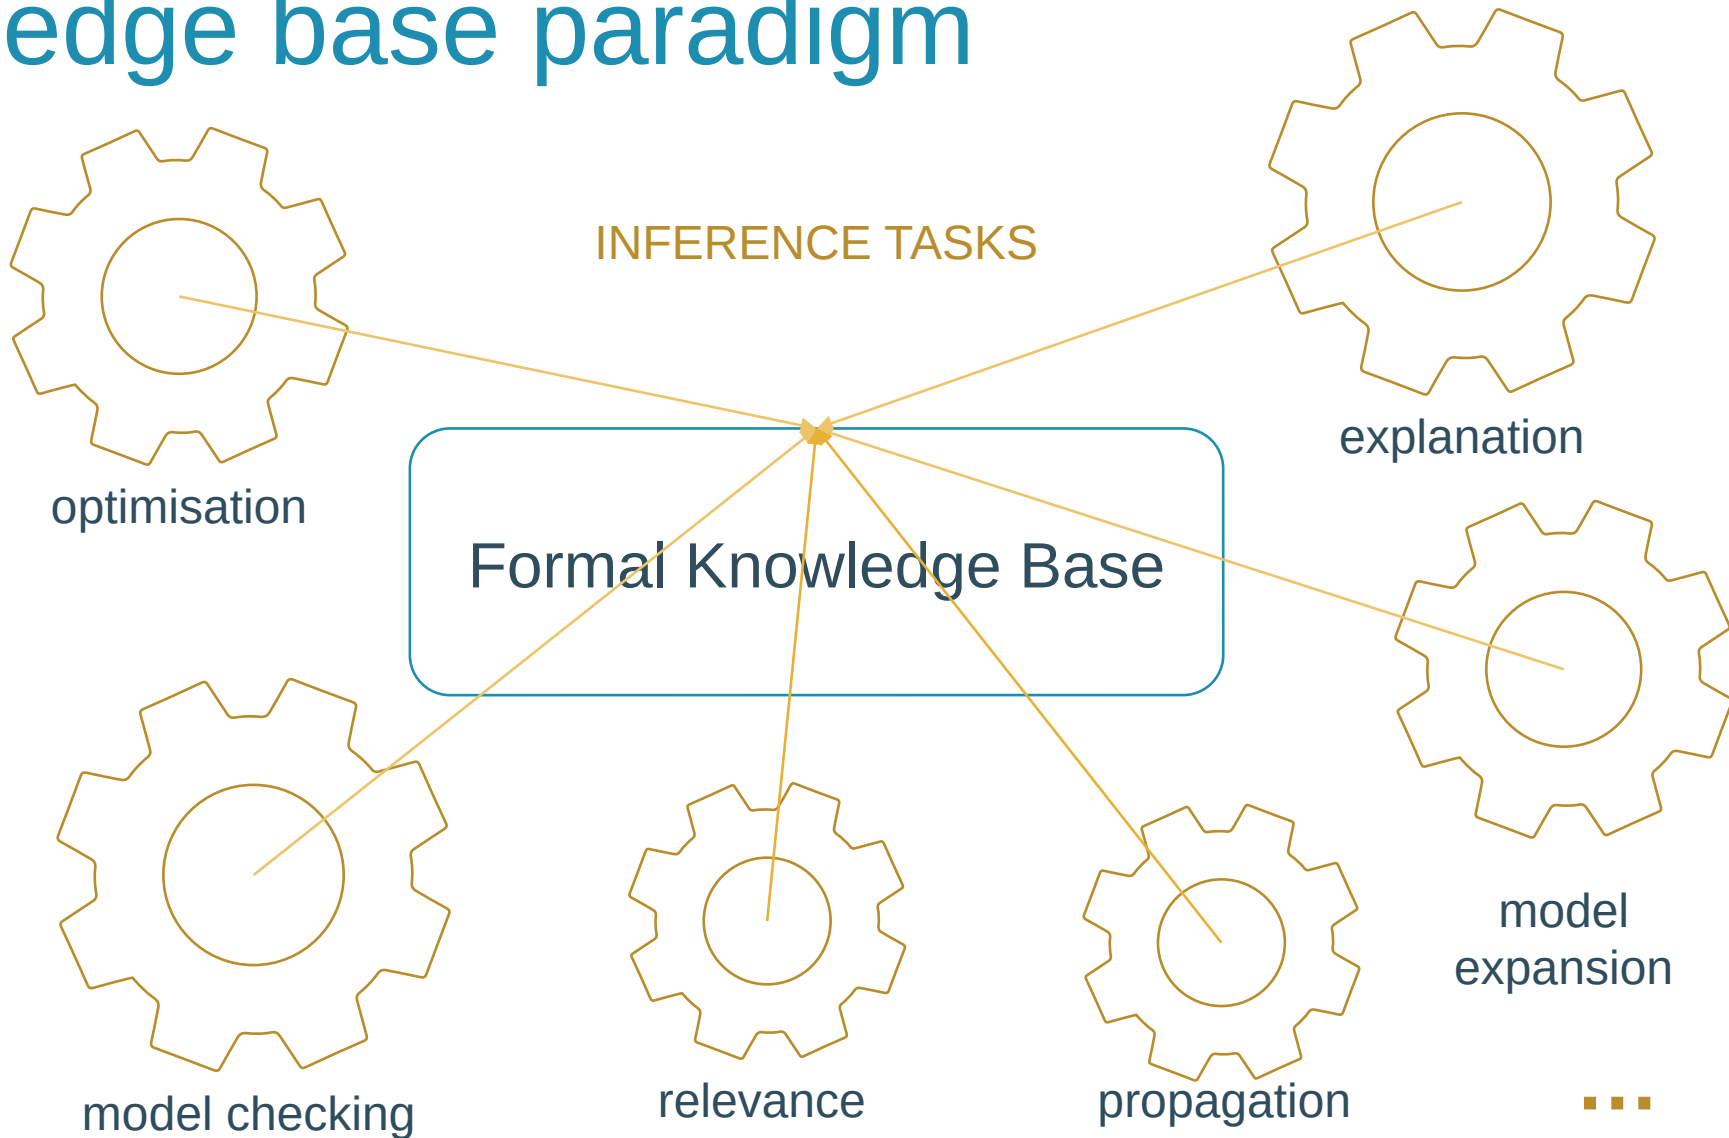 edge base paradigm
INFERENCE TASKS
explanation
optimisation
Formal Knowledge Base
model
expansion
model checking
relevance
propagation
...